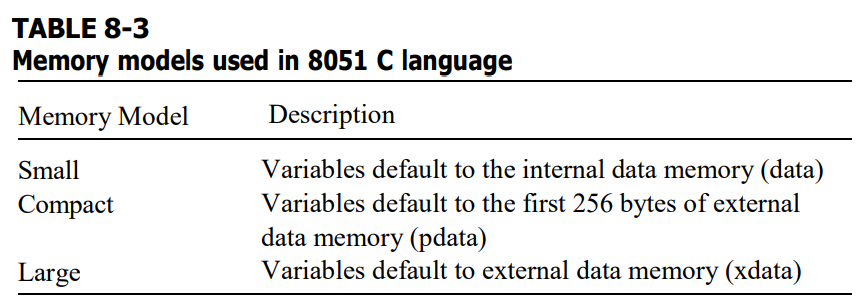 TABLE 8-3
Memory models used in 8051 C language
Memory Model Description
Small Variables default to the internal data memory (data)
Compact Variables default to the first 256 bytes of external
data memory (pdata)
Large Variables default to external data memory (xdata)